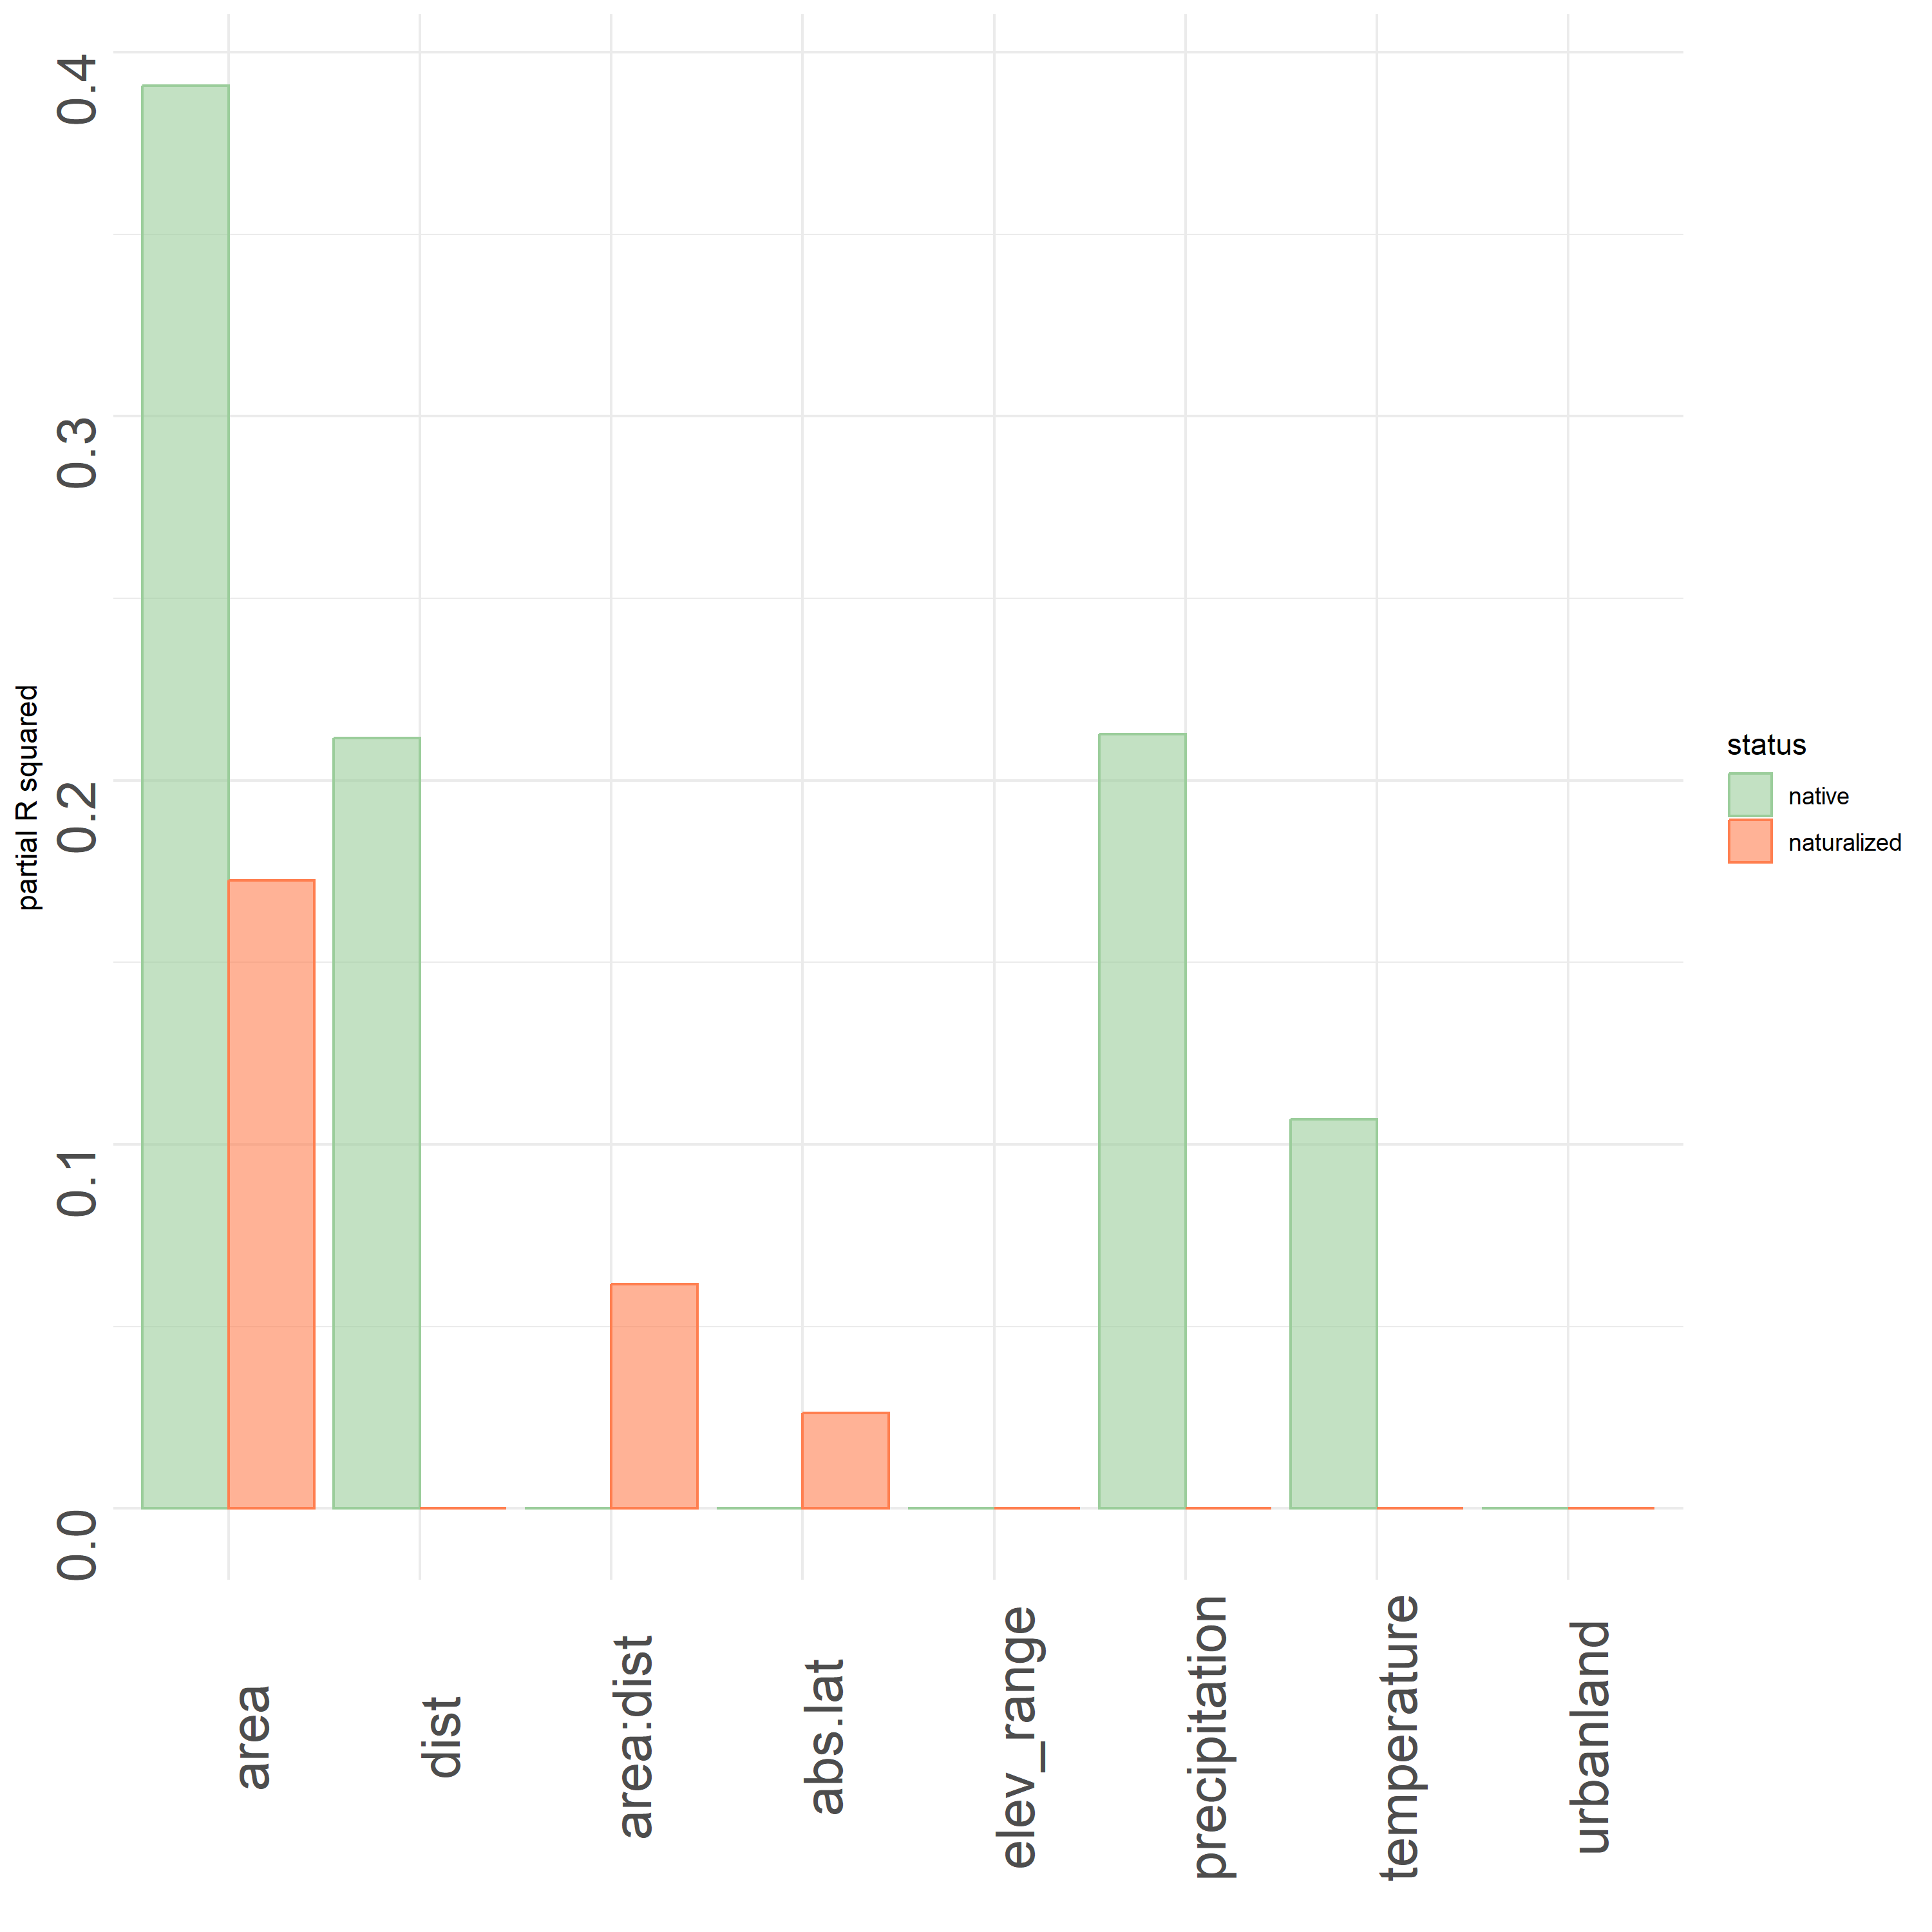 partial R squared
0.4
0.3
0.2
0.1
0.0
area
dist
area:dist
abs.lat
elev_range
precipitation
temperature
urbanland
status
native
naturalized